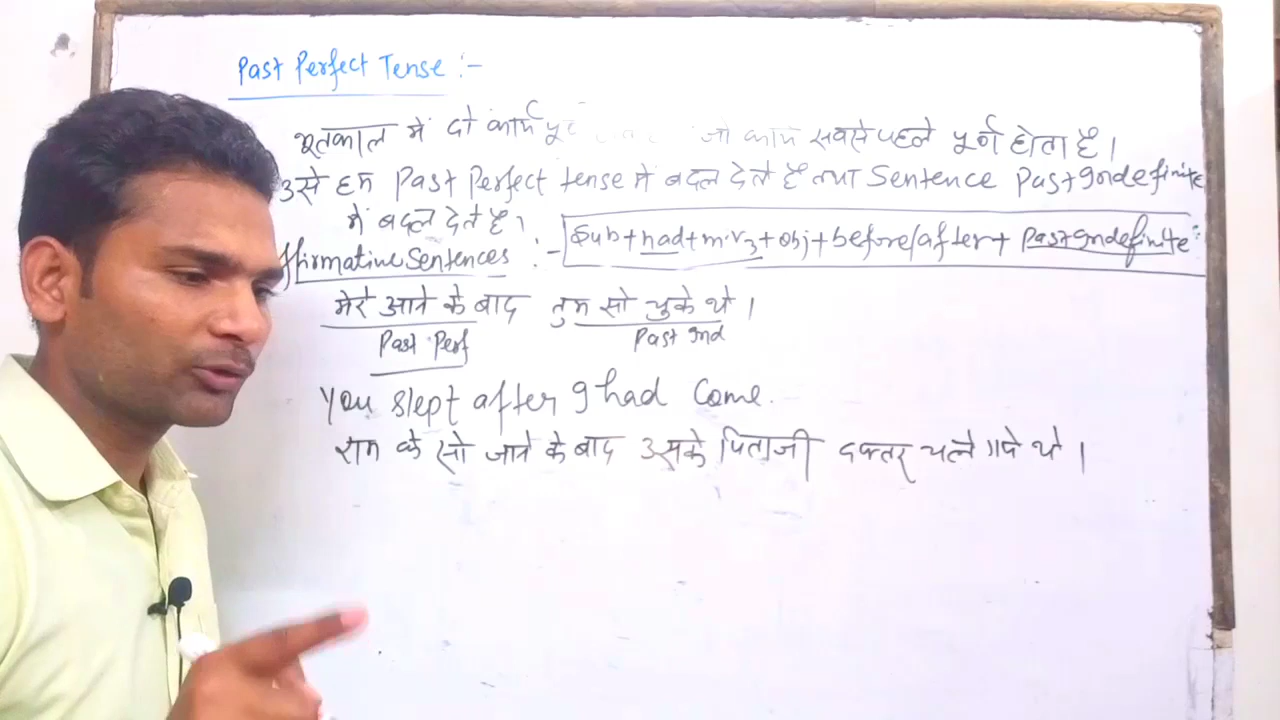 Past Perfect Tense :-
भूतकाल में दो कार्य जो कार्य सबसे पहले पूर्ण होता है।
उसे हम Past Perfect tense में बदल देते हैं तथा Sentence Past Indefinite
में बदल देते है।
ffirmative Sentences :- Sub+had+m.v3+obj+before/after+ Past Indefinite
मेरे आने के बाद तुम सो चुके थे।
Past Perf Past Ind
You slept after I had Come.
राम के सो जाने के बाद उसके पिताजी दफ्तर चले गये थे।